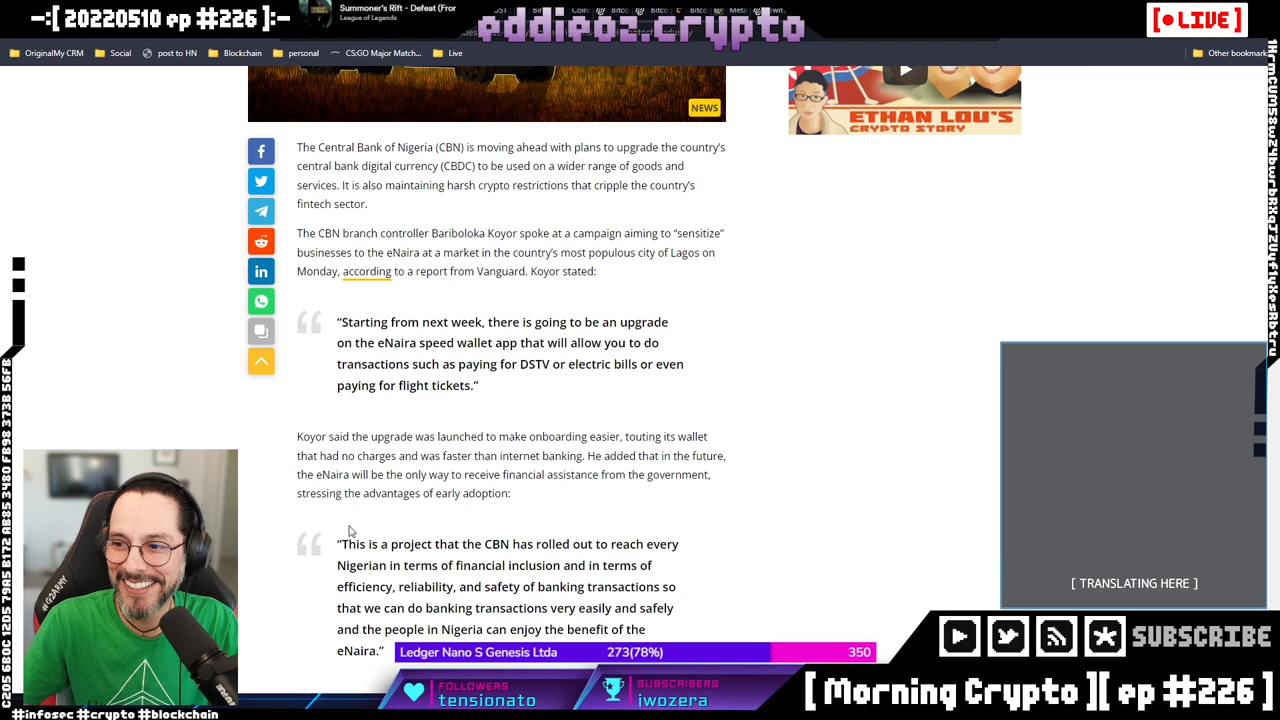 -:[ 20220510 ep #226 ]:-
Summoner's Rift - Defeat (Fror
League of Legends
eddieoz.crypto
[● LIVE]
OriginalMy CRM
Social
post to HN
Blockchain
personal
CS:GO Major Match...
Live
Other bookmark
NEWS
ETHAN LOU'S
CRYPTO STORY
The Central Bank of Nigeria (CBN) is moving ahead with plans to upgrade the country's
central bank digital currency (CBDC) to be used on a wider range of goods and
services. It is also maintaining harsh crypto restrictions that cripple the country's
fintech sector.
The CBN branch controller Bariboloka Koyor spoke at a campaign aiming to “sensitize”
businesses to the eNaira at a market in the country's most populous city of Lagos on
Monday, according to a report from Vanguard. Koyor stated:
“Starting from next week, there is going to be an upgrade
on the eNaira speed wallet app that will allow you to do
transactions such as paying for DSTV or electric bills or even
paying for flight tickets.”
Koyor said the upgrade was launched to make onboarding easier, touting its wallet
that had no charges and was faster than internet banking. He added that in the future,
the eNaira will be the only way to receive financial assistance from the government,
stressing the advantages of early adoption:
“This is a project that the CBN has rolled out to reach every
Nigerian in terms of financial inclusion and in terms of
efficiency, reliability, and safety of banking transactions so
that we can do banking transactions very easily and safely
and the people in Nigeria can enjoy the benefit of the
eNaira.”
[ TRANSLATING HERE ]
#G2ARMY
Ledger Nano S Genesis Ltda
273(78%)
350
SUBSCRIBE
FOLLOWERS
tensionato
SUBSCRIBERS
iwozera
[ Morning Crypto ][ ep #226 ]
#infosec #crypto #blockchain